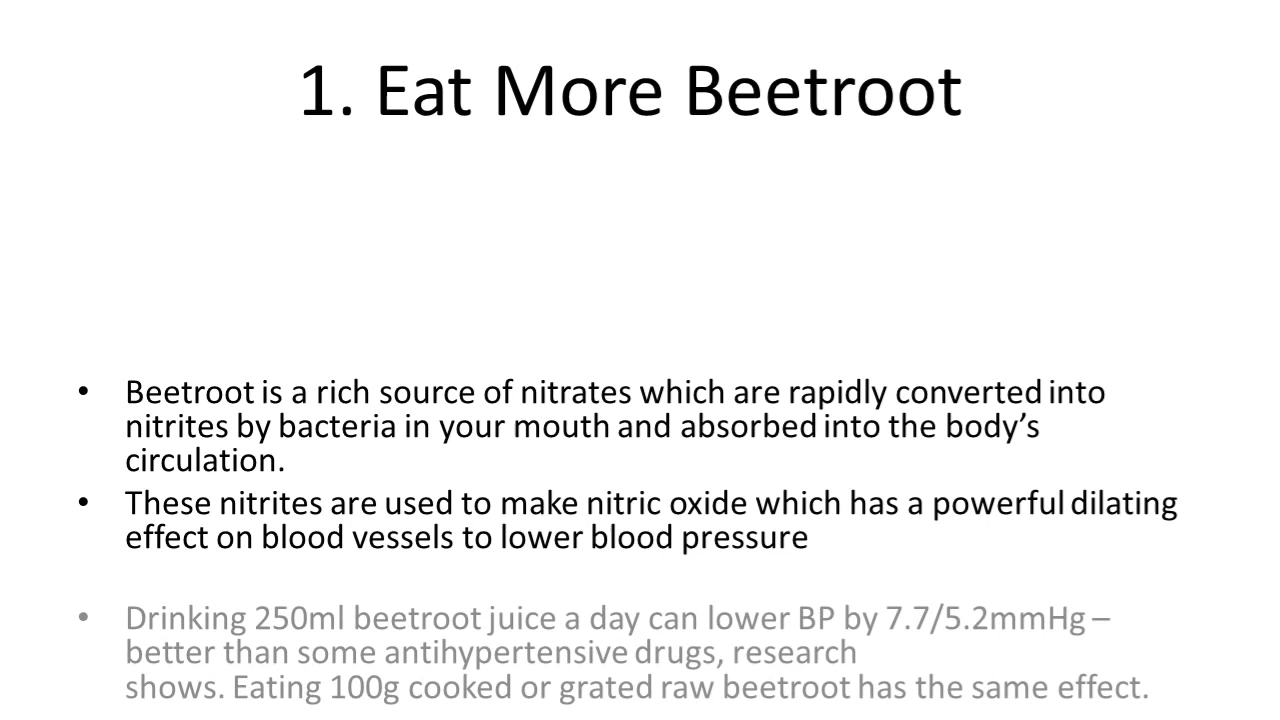 1. Eat More Beetroot
• Beetroot is a rich source of nitrates which are rapidly converted into
nitrites by bacteria in your mouth and absorbed into the body’s
circulation.
• These nitrites are used to make nitric oxide which has a powerful dilating
effect on blood vessels to lower blood pressure
• Drinking 250ml beetroot juice a day can lower BP by 7.7/5.2mmHg –
better than some antihypertensive drugs, research
shows. Eating 100g cooked or grated raw beetroot has the same effect.